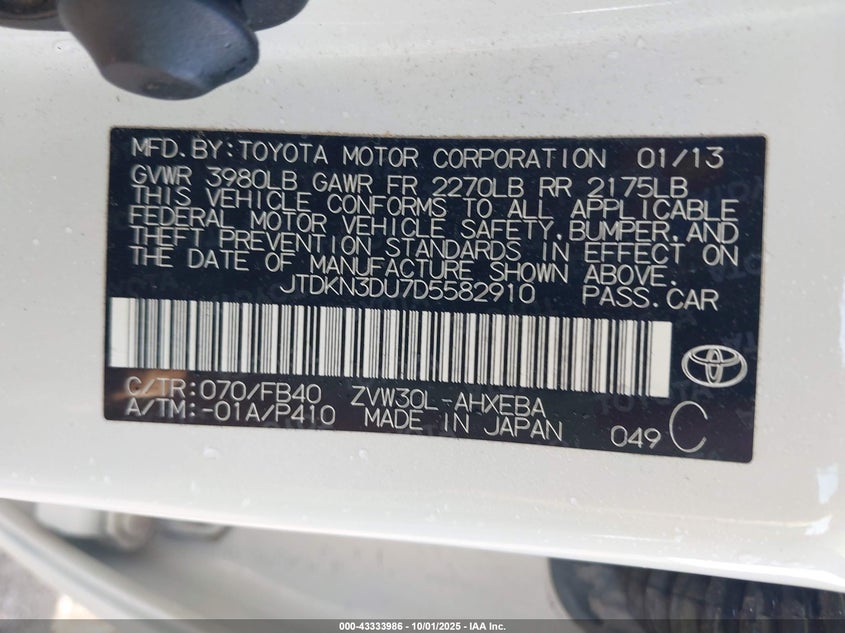 MFD.BY:TOYOTA MOTOR CORPORATION 01/13
GVWR 3980LB GAWR FR 2270LB RR 2175LB
THIS VEHICLE CONFORMS TO ALL APPLICABLE
FEDERAL MOTOR VEHICLE SAFETY,BUMPER,AND
THEFT PREVENTION STANDARDS IN EFFECT ON
THE DATE OF MANUFACTURE SHOWN ABOVE.
JTDKN3DU7D5582910 PASS.CAR
C/TR:070/FB40 ZVW30L-AHXEBA
A/TM:-01A/P410 MADE IN JAPAN 049 C
000-43333986 - 10/01/2025 - IAA Inc.